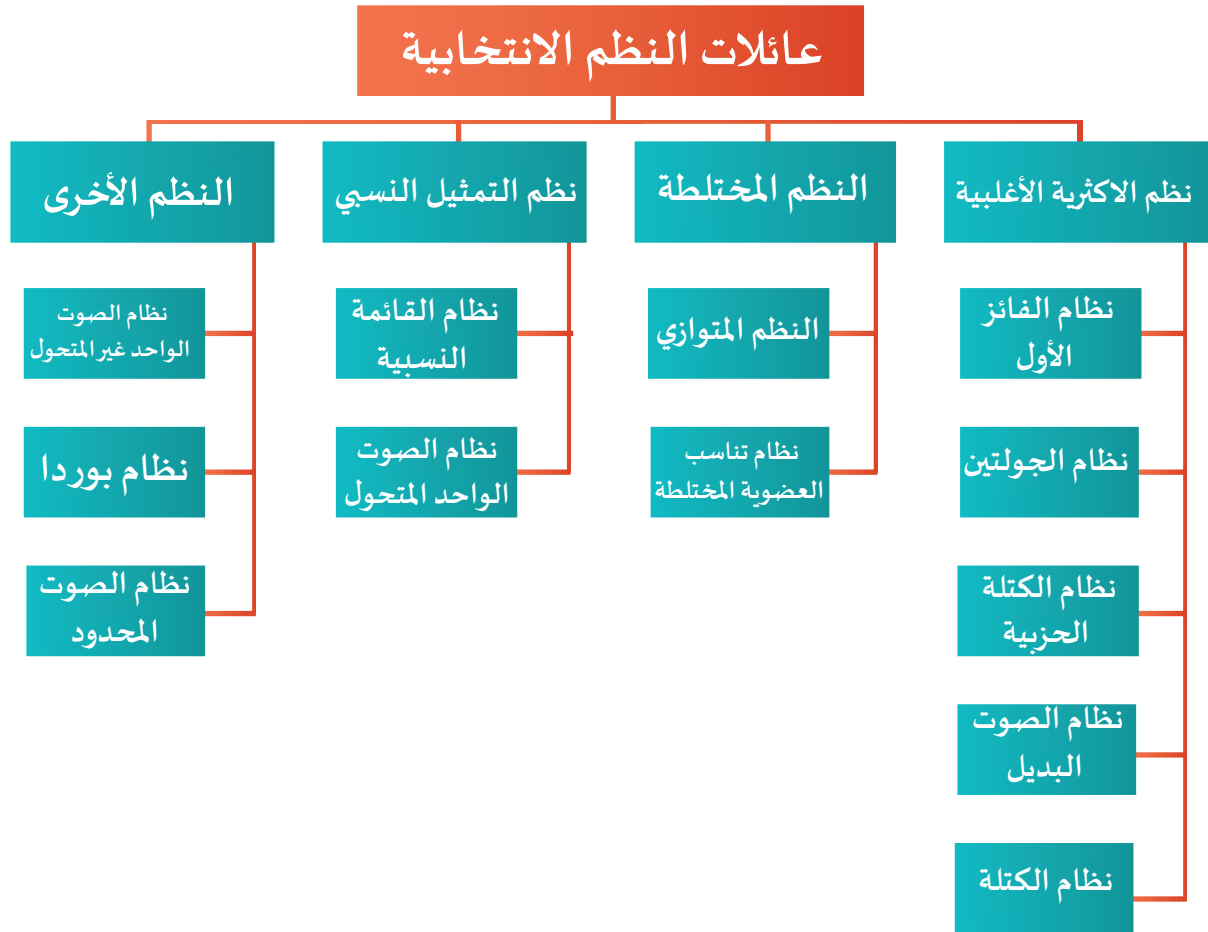 عائلات النظم الانتخابية
نظم الاكثرية الأغلبية
النظم المختلطة
نظم التمثيل النسبي
النظم الأخرى
نظام الفائز
الأول
نظام الجولتين
نظام الكتلة
الحزبية
نظام الصوت
البديل
نظام الكتلة
النظم المتوازي
نظام تناسب
العضوية المختلطة
نظام القائمة
النسبية
نظام الصوت
الواحد المتحول
نظام الصوت
الواحد غير المتحول
نظام بوردا
نظام الصوت
المحدود